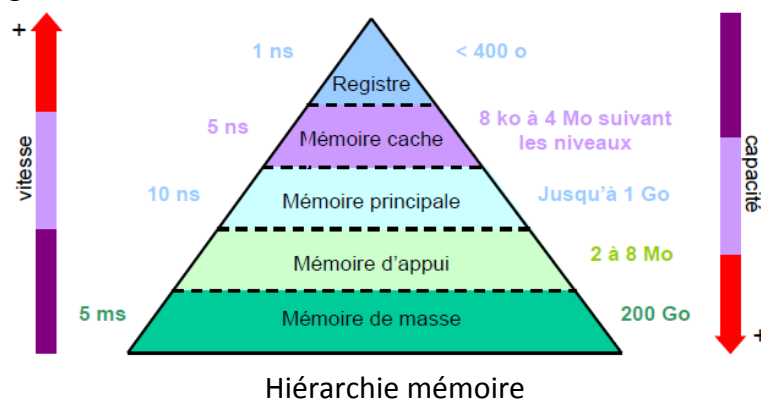 +
1 ns
< 400 o
Registre
5 ns
Mémoire cache
8 ko à 4 Mo suivant
les niveaux
vitesse
capacité
10 ns
Mémoire principale
Jusqu'à 1 Go
Mémoire d'appui
2 à 8 Mo
5 ms
Mémoire de masse
200 Go
+
Hiérarchie mémoire